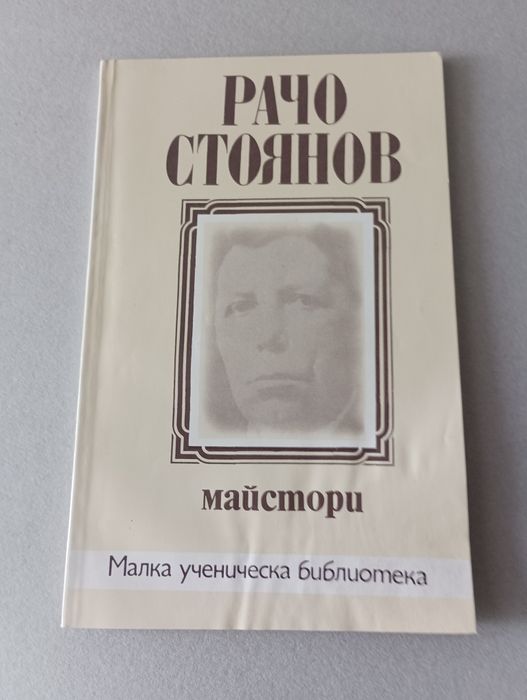 РАЧО
СТОЯНОВ
майстори
Малка ученическа библиотека